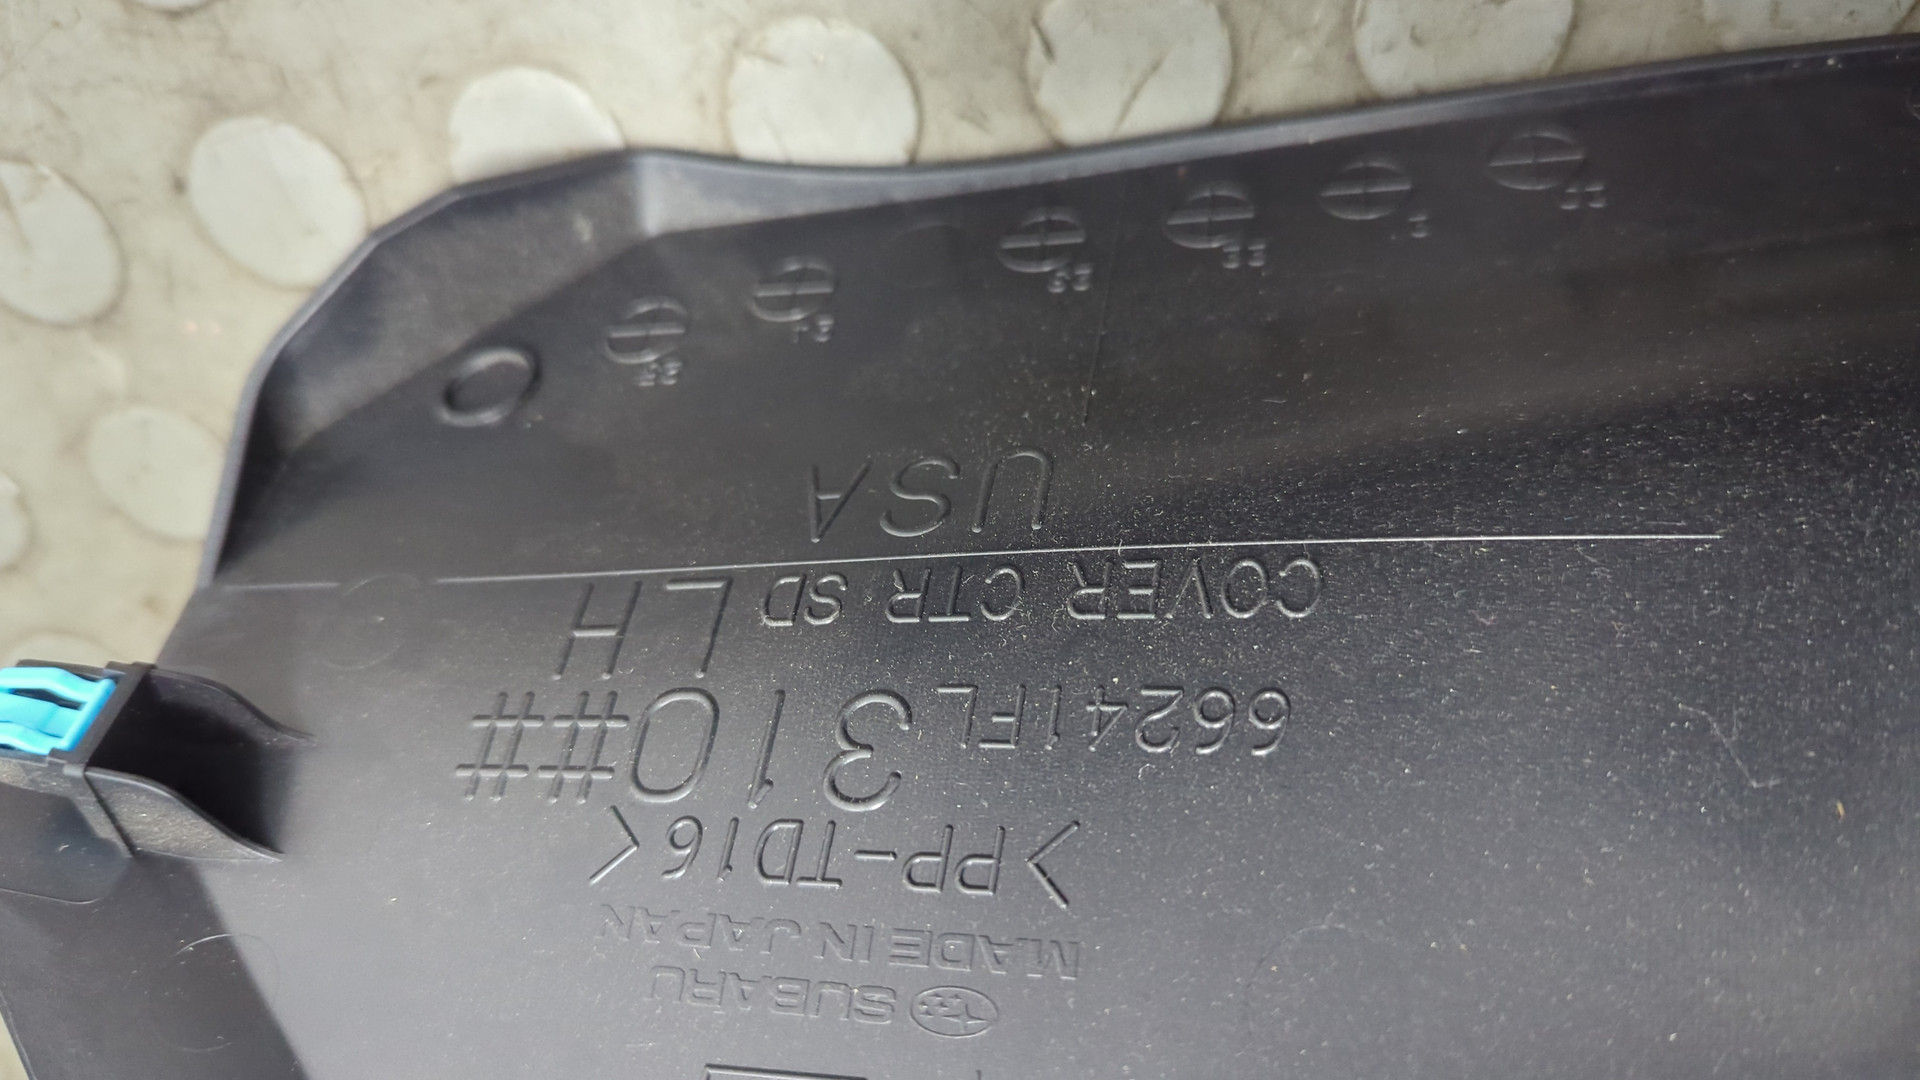 SUBARU
MADE IN JAPAN
>PP-TD16<
66241FL310##
COVER CTR SD LH
USA